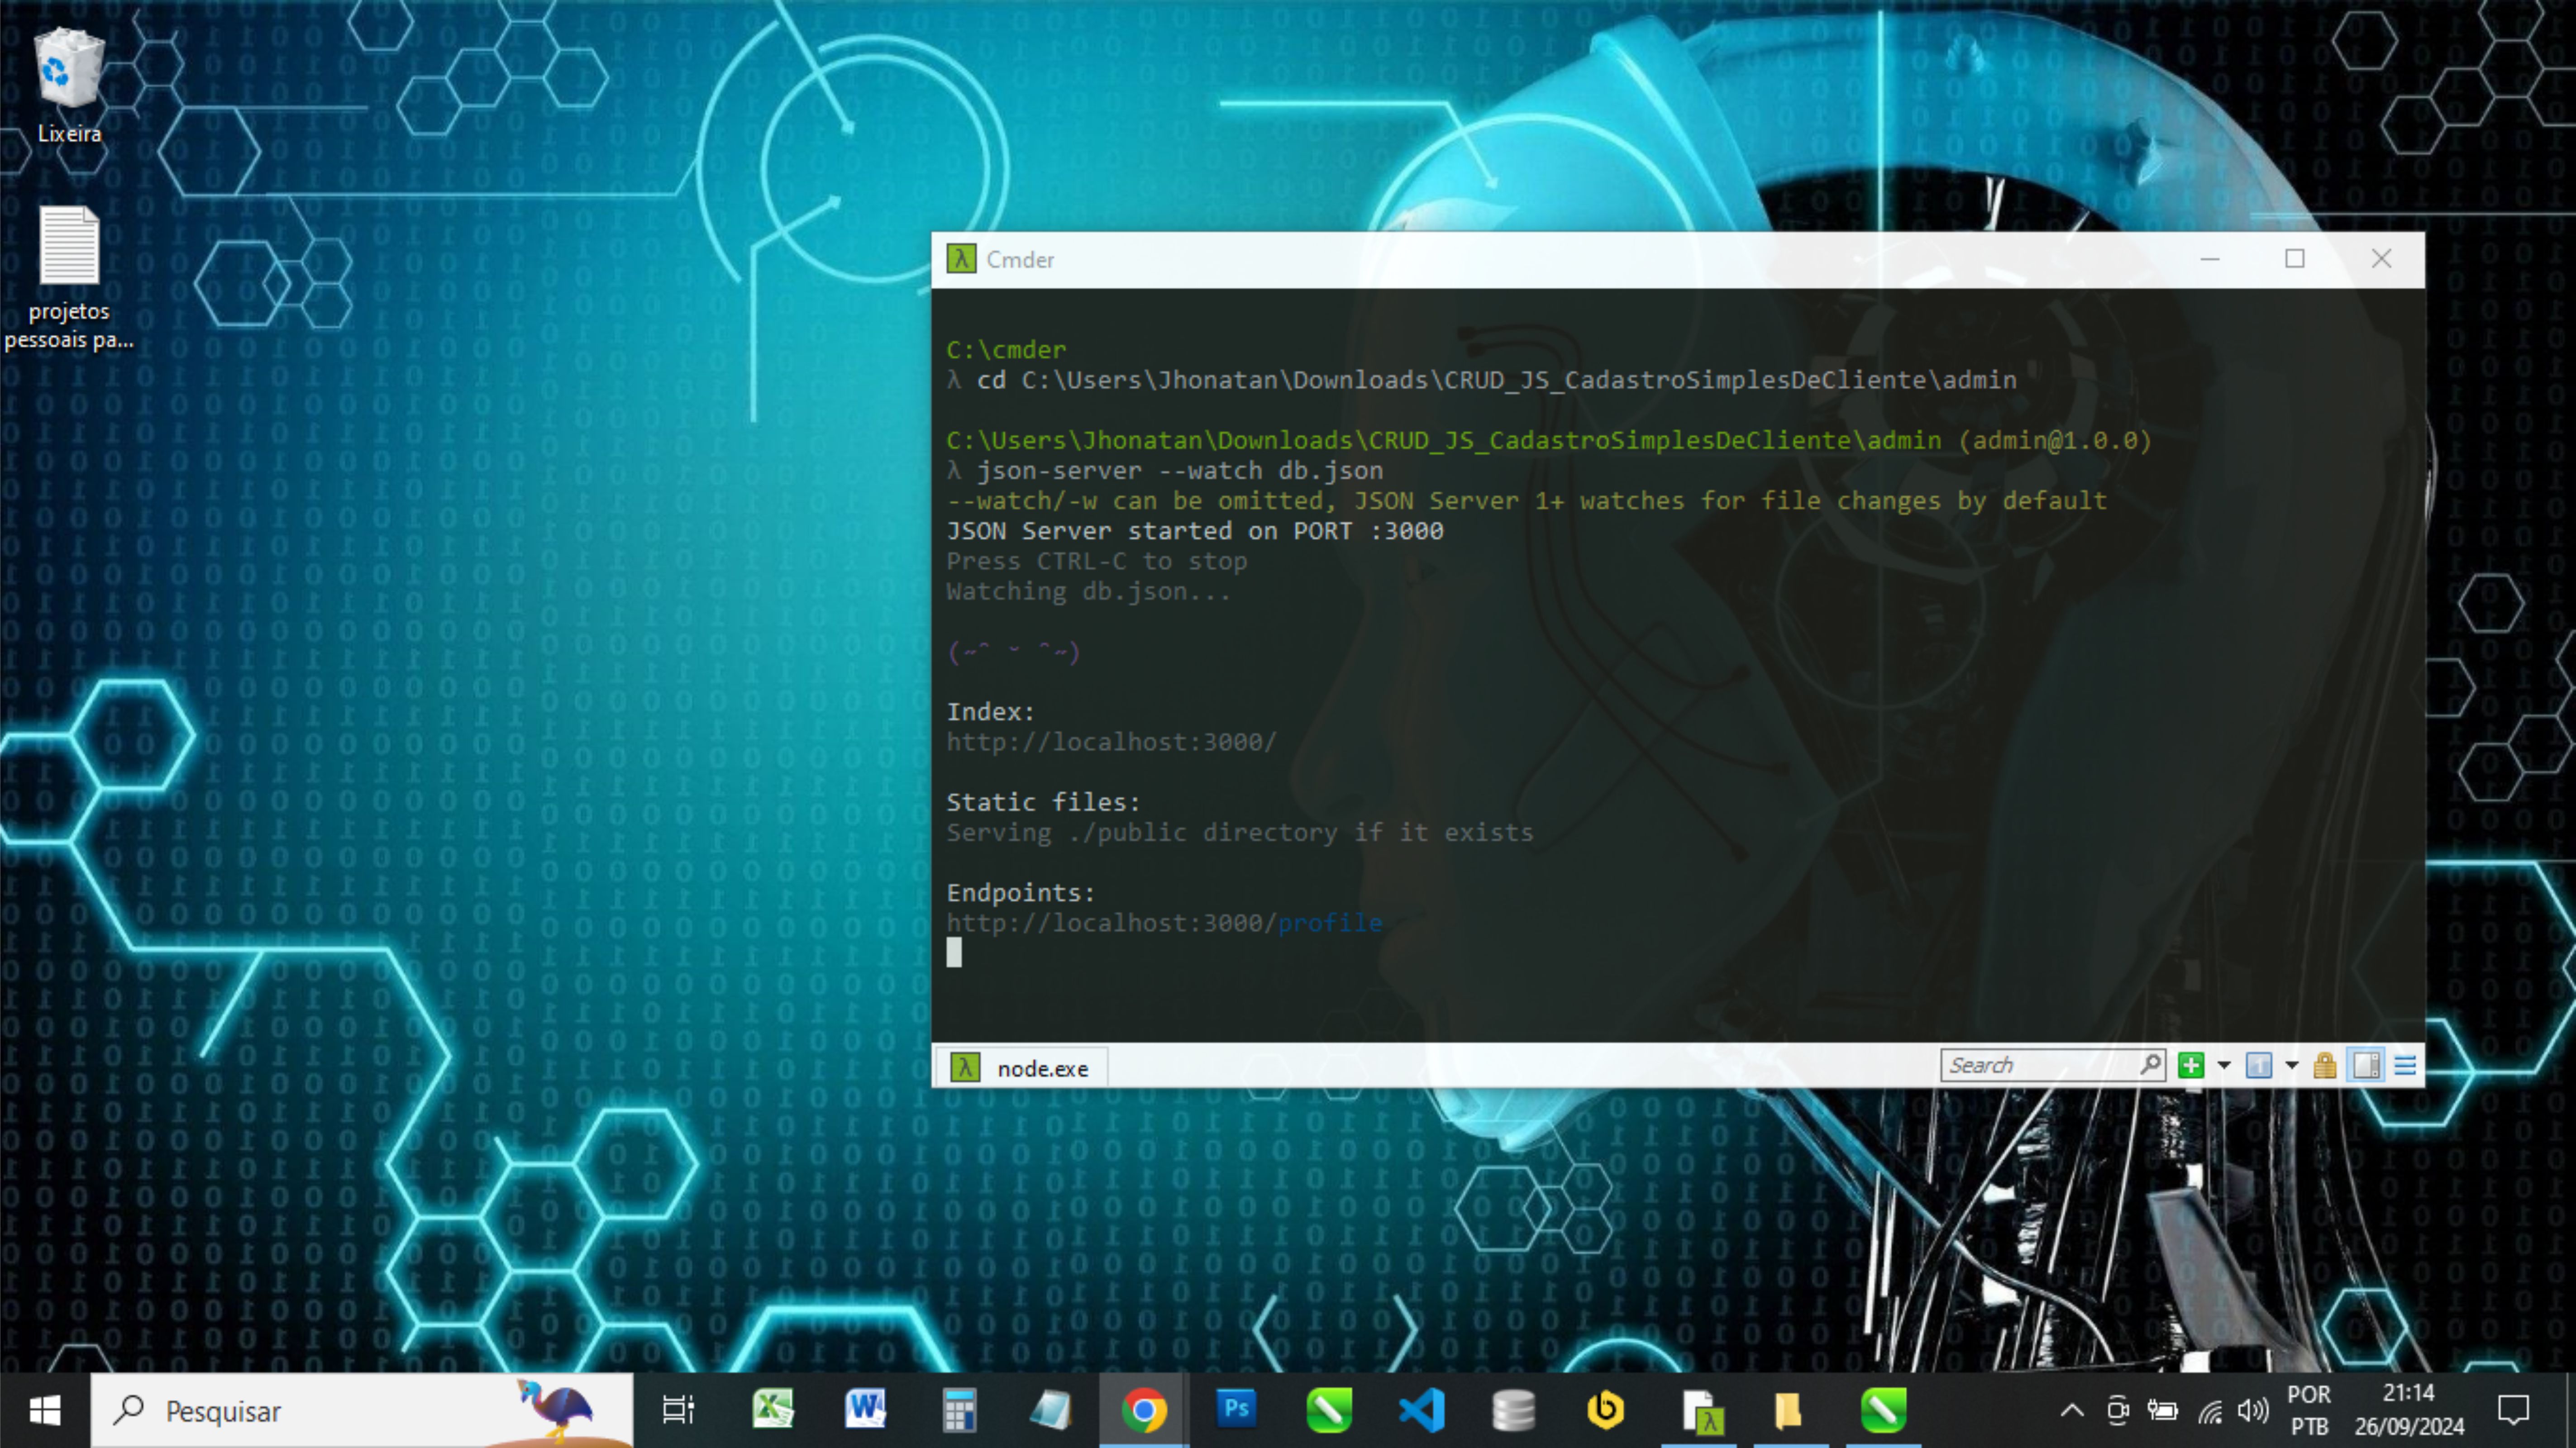 Lixeira
projetos
pessoais pa...
Cmder
C:\cmder
λ cd C:\Users\Jhonatan\Downloads\CRUD_JS_CadastroSimplesDeCliente\admin
C:\Users\Jhonatan\Downloads\CRUD_JS_CadastroSimplesDeCliente\admin (admin@1.0.0)
λ json-server --watch db.json
--watch/-w can be omitted, JSON Server 1+ watches for file changes by default
JSON Server started on PORT :3000
Press CTRL-C to stop
Watching db.json...
(˶ᵔ ᵕ ᵔ˶)
Index:
http://localhost:3000/
Static files:
Serving ./public directory if it exists
Endpoints:
http://localhost:3000/profile
λ node.exe
Search
Pesquisar
Ps
POR
PTB
21:14
26/09/2024